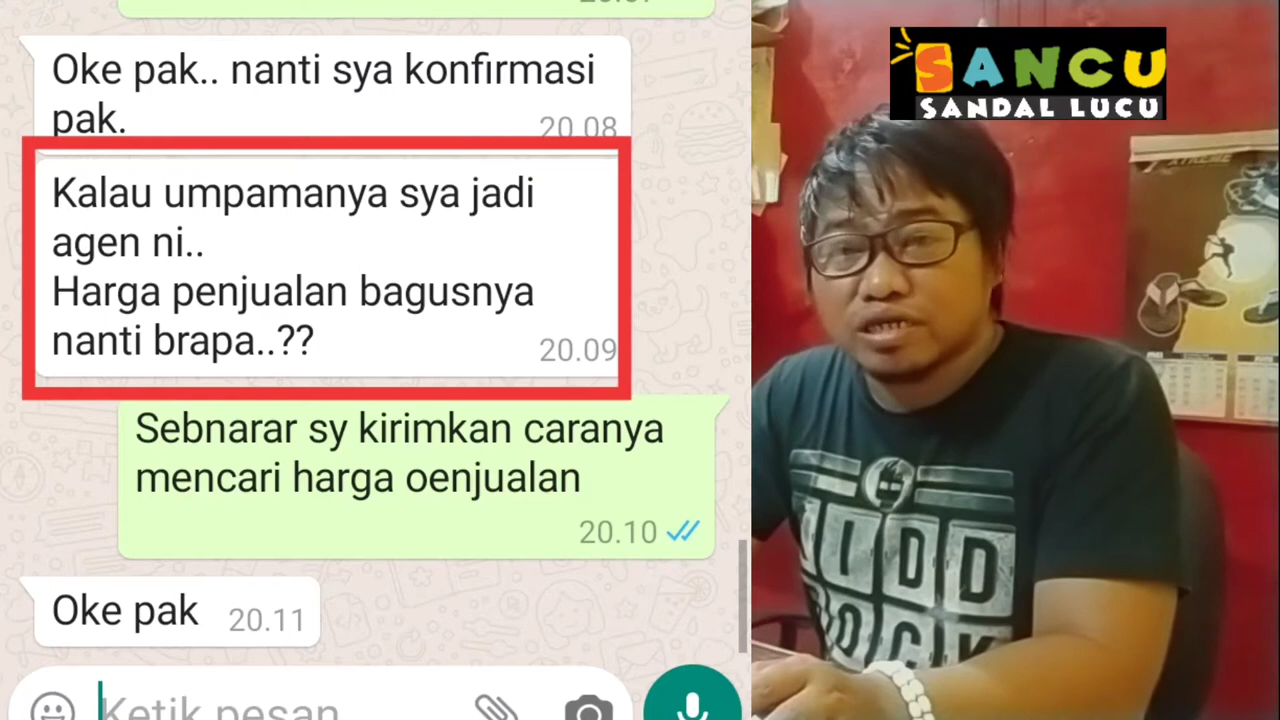 Oke pak.. nanti sya konfirmasi
pak.
20.08
Kalau umpamanya sya jadi
agen ni..
Harga penjualan bagusnya
nanti brapa..??
20.09
Sebnarar sy kirimkan caranya
mencari harga oenjualan
20.10
Oke pak
20.11
Ketik pesan
SANCU
SANDAL LUCU
XTREME